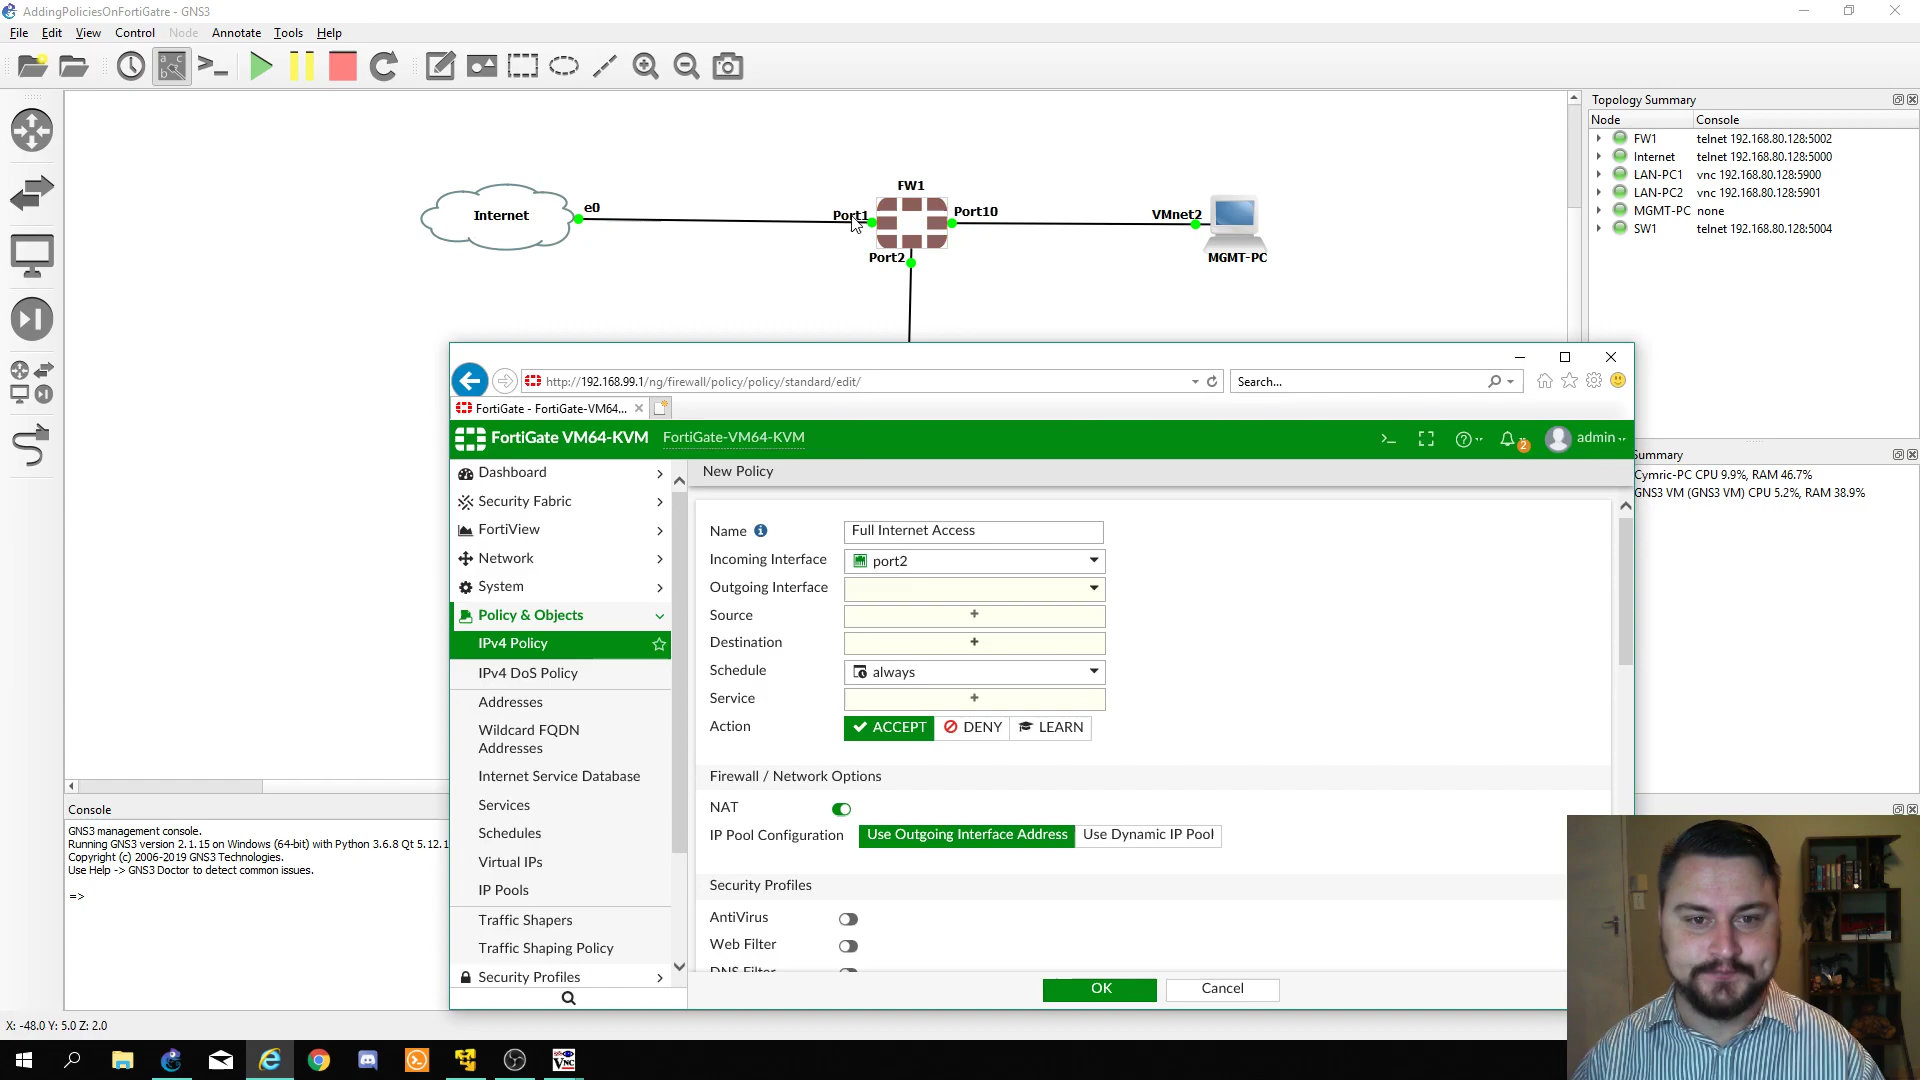 AddingPoliciesOnFortiGatre - GNS3
File Edit View Control Node Annotate Tools Help
Topology Summary
Node Console
FW1 telnet 192.168.80.128:5002
Internet telnet 192.168.80.128:5000
LAN-PC1 vnc 192.168.80.128:5900
LAN-PC2 vnc 192.168.80.128:5901
MGMT-PC none
SW1 telnet 192.168.80.128:5004
FW1
Internet
e0
Port1
Port10
VMnet2
Port2
MGMT-PC
http://192.168.99.1/ng/firewall/policy/policy/standard/edit/
Search...
FortiGate - FortiGate-VM64...
FortiGate VM64-KVM FortiGate-VM64-KVM
2
admin
Summary
Cymric-PC CPU 9.9%, RAM 46.7%
GNS3 VM (GNS3 VM) CPU 5.2%, RAM 38.9%
Dashboard
Security Fabric
FortiView
Network
System
Policy & Objects
IPv4 Policy
IPv4 DoS Policy
Addresses
Wildcard FQDN
Addresses
Internet Service Database
Services
Schedules
Virtual IPs
IP Pools
Traffic Shapers
Traffic Shaping Policy
Security Profiles
New Policy
Name Full Internet Access
Incoming Interface port2
Outgoing Interface
Source +
Destination +
Schedule always
Service +
Action ACCEPT DENY LEARN
Firewall / Network Options
NAT
IP Pool Configuration Use Outgoing Interface Address Use Dynamic IP Pool
Security Profiles
AntiVirus
Web Filter
DNS Filter
OK Cancel
Console
GNS3 management console.
Running GNS3 version 2.1.15 on Windows (64-bit) with Python 3.6.8 Qt 5.12.1
Copyright (c) 2006-2019 GNS3 Technologies.
Use Help -> GNS3 Doctor to detect common issues.
=>
X: -48.0 Y: 5.0 Z: 2.0